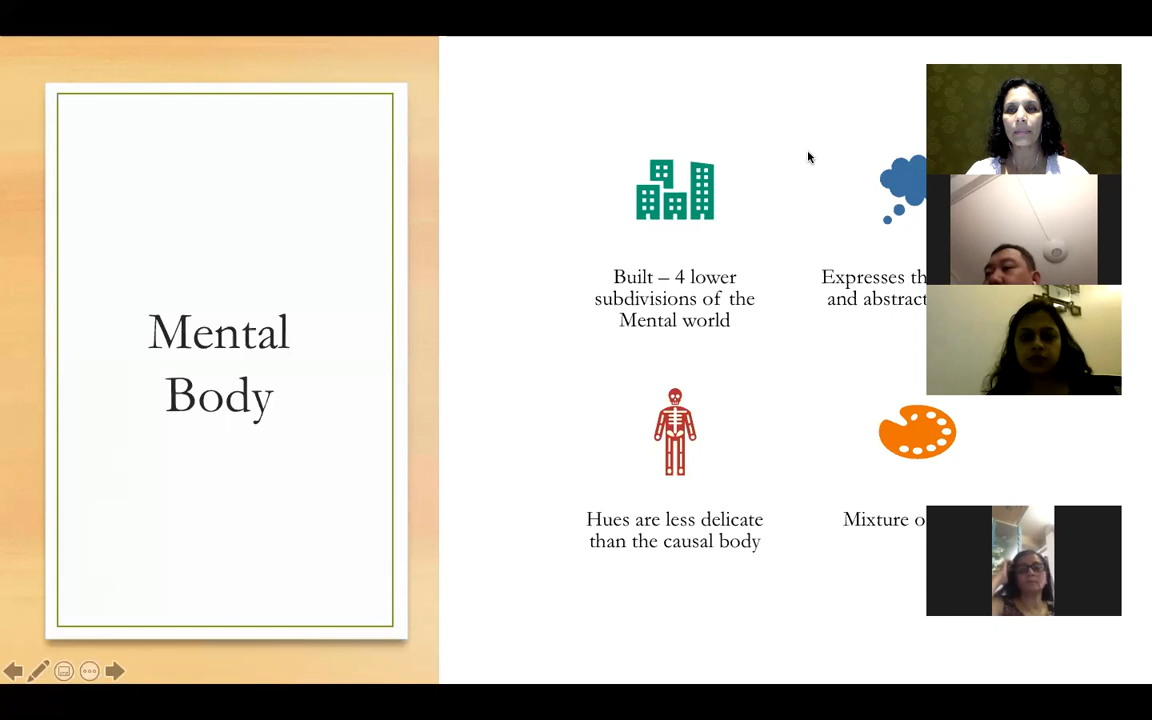 Mental
Body
Built – 4 lower
subdivisions of the
Mental world
Expresses
and abstract
Hues are less delicate
than the causal body
Mixture